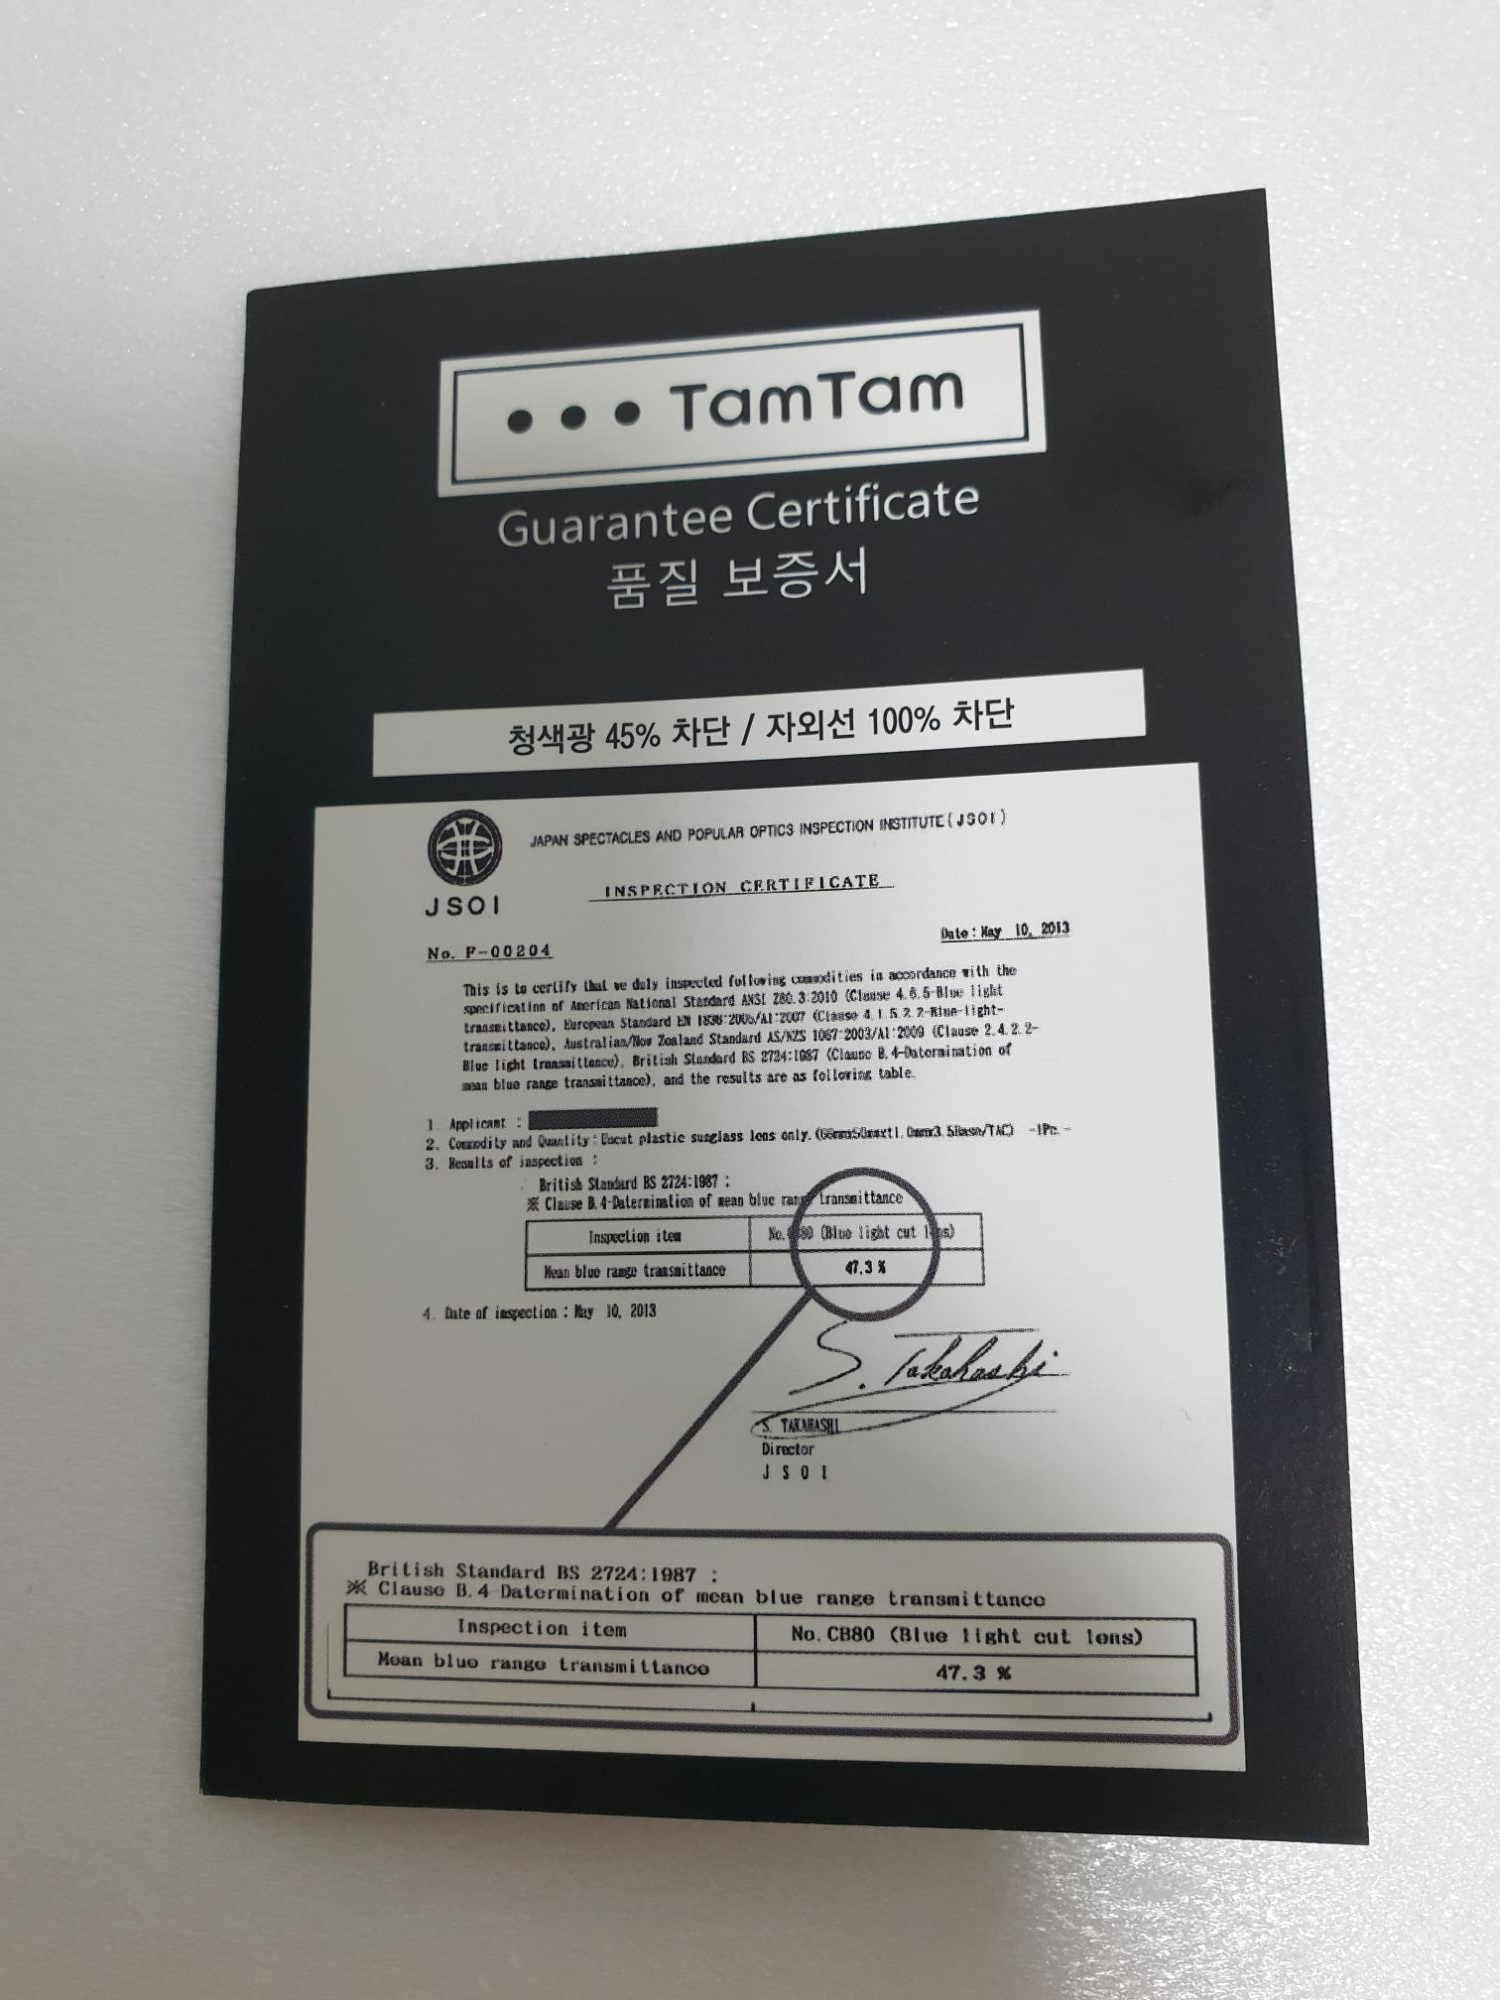 ••• TamTam
Guarantee Certificate
품질 보증서
청색광 45% 차단 / 자외선 100% 차단
JAPAN SPECTACLES AND POPULAR OPTICS INSPECTION INSTITUTE (JSOI)
INSPECTION CERTIFICATE
JSOI
Date : May 10, 2013
No. F-00204
This is to certify that we duly inspected following commodities in accordance with the
specification of American National Standard ANSI Z80.3:2010 (Clause 4.6.5-Blue light
transmittance), European Standard EN 1836:2005/A1:2007 (Clause 4.1.5.2.2-Blue-light-
transmittance), Australian/New Zealand Standard AS/NZS 1067:2003/A1:2009 (Clause 2.4.2.2-
Blue light transmittance), British Standard BS 2724:1987 (Clause B.4-Datermination of
mean blue range transmittance), and the results are as following table.
1. Applicant :
2. Commodity and Quantity : Uncut plastic sunglass lens only. -1Pc.-
3. Results of inspection :
British Standard BS 2724:1987 :
※ Clause B.4-Datermination of mean blue range transmittance
Inspection item No. CB80 (Blue light cut lens)
Mean blue range transmittance 47.3 %
4. Date of inspection : May 10, 2013
S. Takahashi
S. TAKAHASHI
Director
J S O I
British Standard BS 2724:1987 :
※ Clause B.4-Datermination of mean blue range transmittance
Inspection item No. CB80 (Blue light cut lens)
Mean blue range transmittance 47.3 %